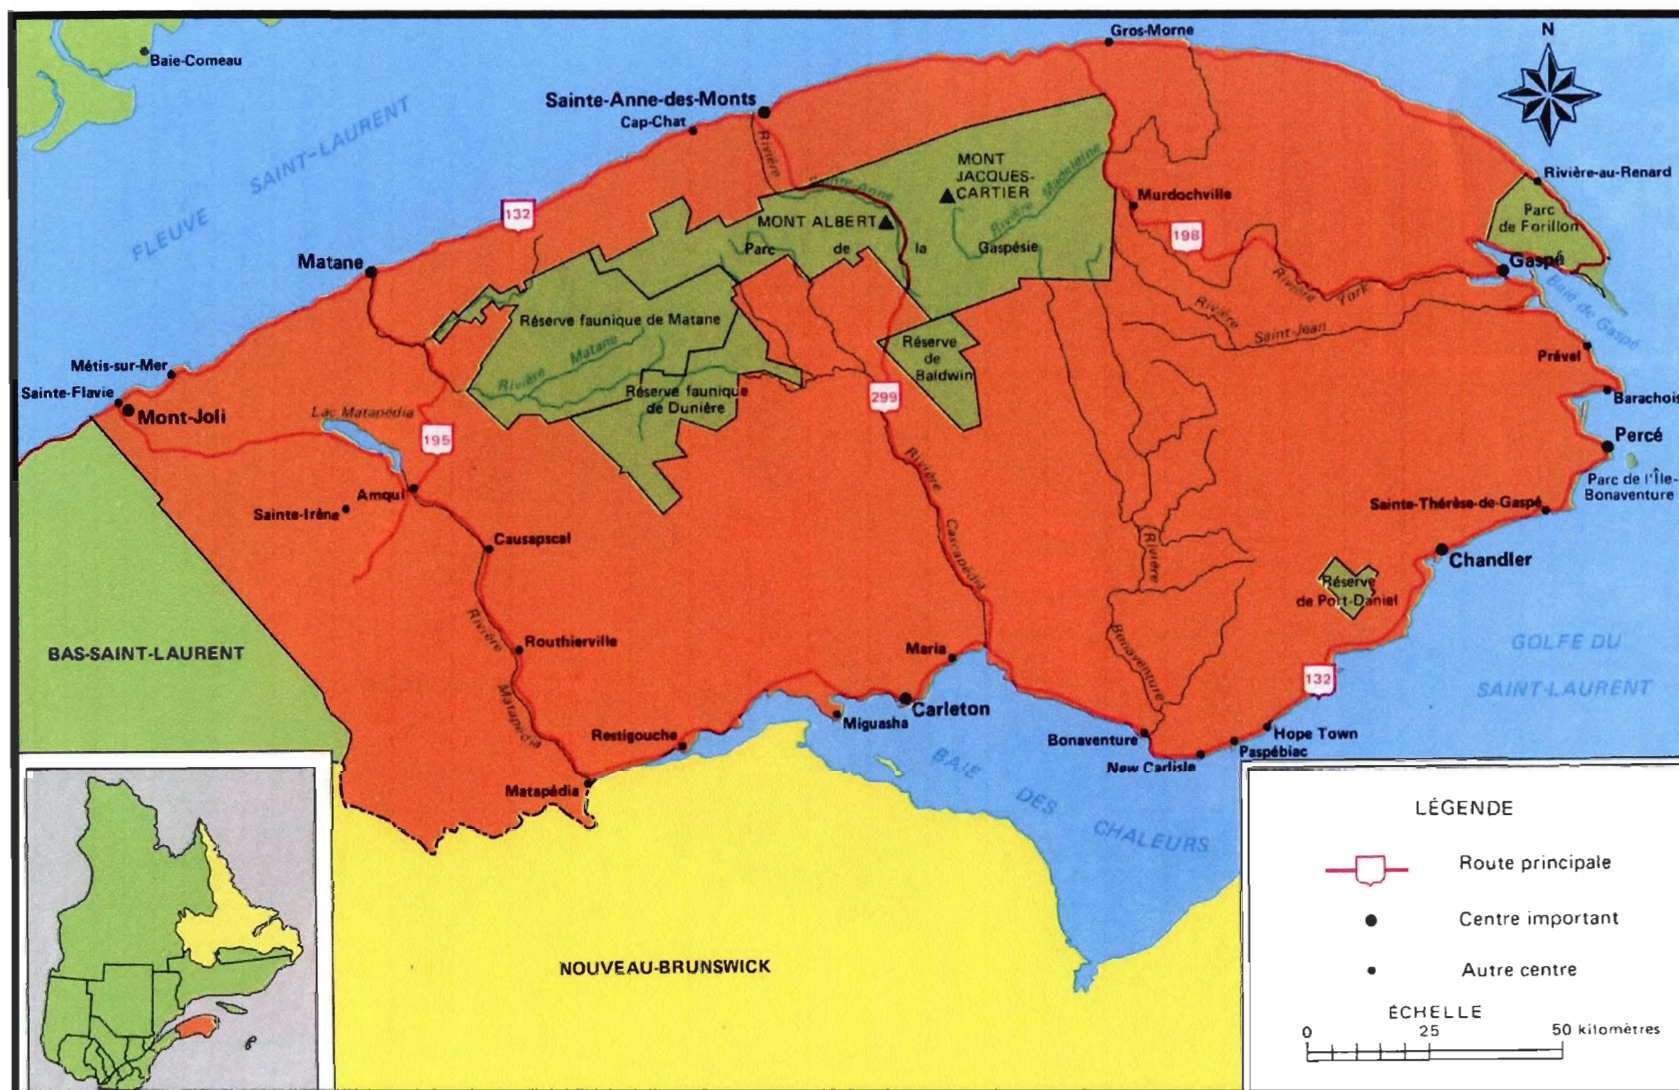 Baie-Comeau
Gros-Morne
N
Sainte-Anne-des-Monts
Cap-Chat
FLEUVE SAINT-LAURENT
Rivière
Sainte-Anne
MONT
JACQUES-
CARTIER
Rivière Madeleine
Rivière-au-Renard
Murdochville
Parc
de Forillon
132
MONT ALBERT
198
Parc de la Gaspésie
Matane
Gaspé
Rivière York
Baie de Gaspé
Rivière Saint-Jean
Réserve faunique de Matane
Rivière Matane
Réserve
de
Baldwin
Prével
Métis-sur-Mer
Sainte-Flavie
Mont-Joli
Lac Matapédia
Réserve faunique
de Dunière
299
Barachois
195
Percé
Parc de l'Île-
Bonaventure
Rivière Cascapédia
Amqui
Sainte-Irène
Sainte-Thérèse-de-Gaspé
Causapscal
Rivière
Bonaventure
Chandler
Réserve
de Port-Daniel
Rivière Matapédia
BAS-SAINT-LAURENT
Routhierville
Maria
GOLFE DU
SAINT-LAURENT
132
Carleton
Miguasha
Restigouche
Bonaventure
Hope Town
Paspébiac
New Carlisle
Matapédia
BAIE
DES
CHALEURS
NOUVEAU-BRUNSWICK
LÉGENDE
Route principale
Centre important
Autre centre
ÉCHELLE
0 25 50 kilomètres